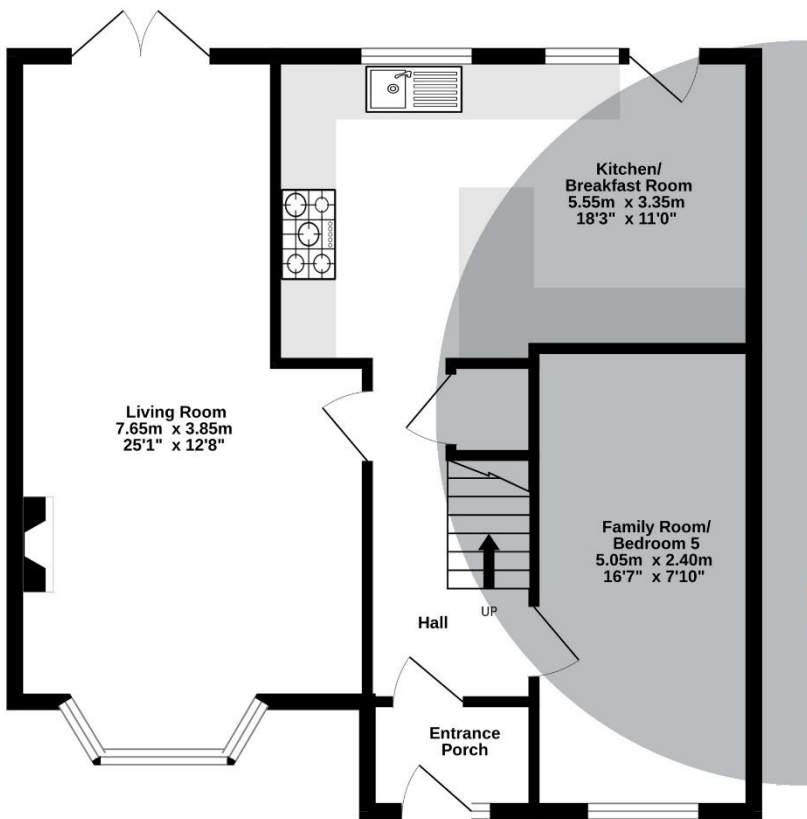 Kitchen/
Breakfast Room
5.55m x 3.35m
18'3" x 11'0"
Living Room
7.65m x 3.85m
25'1" x 12'8"
Family Room/
Bedroom 5
5.05m x 2.40m
16'7" x 7'10"
UP
Hall
Entrance
Porch